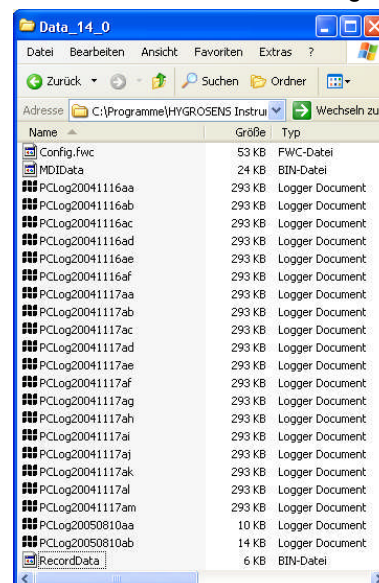 Data_14_0
Datei Bearbeiten Ansicht Favoriten Extras ?
Zurück Suchen Ordner
Adresse C:\Programme\HYGROSENS Instru Wechseln zu
Name Größe Typ
Config.fwc 53 KB FWC-Datei
MDIData 24 KB BIN-Datei
PCLog20041116aa 293 KB Logger Document
PCLog20041116ab 293 KB Logger Document
PCLog20041116ac 293 KB Logger Document
PCLog20041116ad 293 KB Logger Document
PCLog20041116ae 293 KB Logger Document
PCLog20041116af 293 KB Logger Document
PCLog20041117aa 293 KB Logger Document
PCLog20041117ab 293 KB Logger Document
PCLog20041117ac 293 KB Logger Document
PCLog20041117ad 293 KB Logger Document
PCLog20041117ae 293 KB Logger Document
PCLog20041117af 293 KB Logger Document
PCLog20041117ag 293 KB Logger Document
PCLog20041117ah 293 KB Logger Document
PCLog20041117ai 293 KB Logger Document
PCLog20041117aj 293 KB Logger Document
PCLog20041117ak 293 KB Logger Document
PCLog20041117al 293 KB Logger Document
PCLog20041117am 293 KB Logger Document
PCLog20050810aa 10 KB Logger Document
PCLog20050810ab 14 KB Logger Document
RecordData 6 KB BIN-Datei